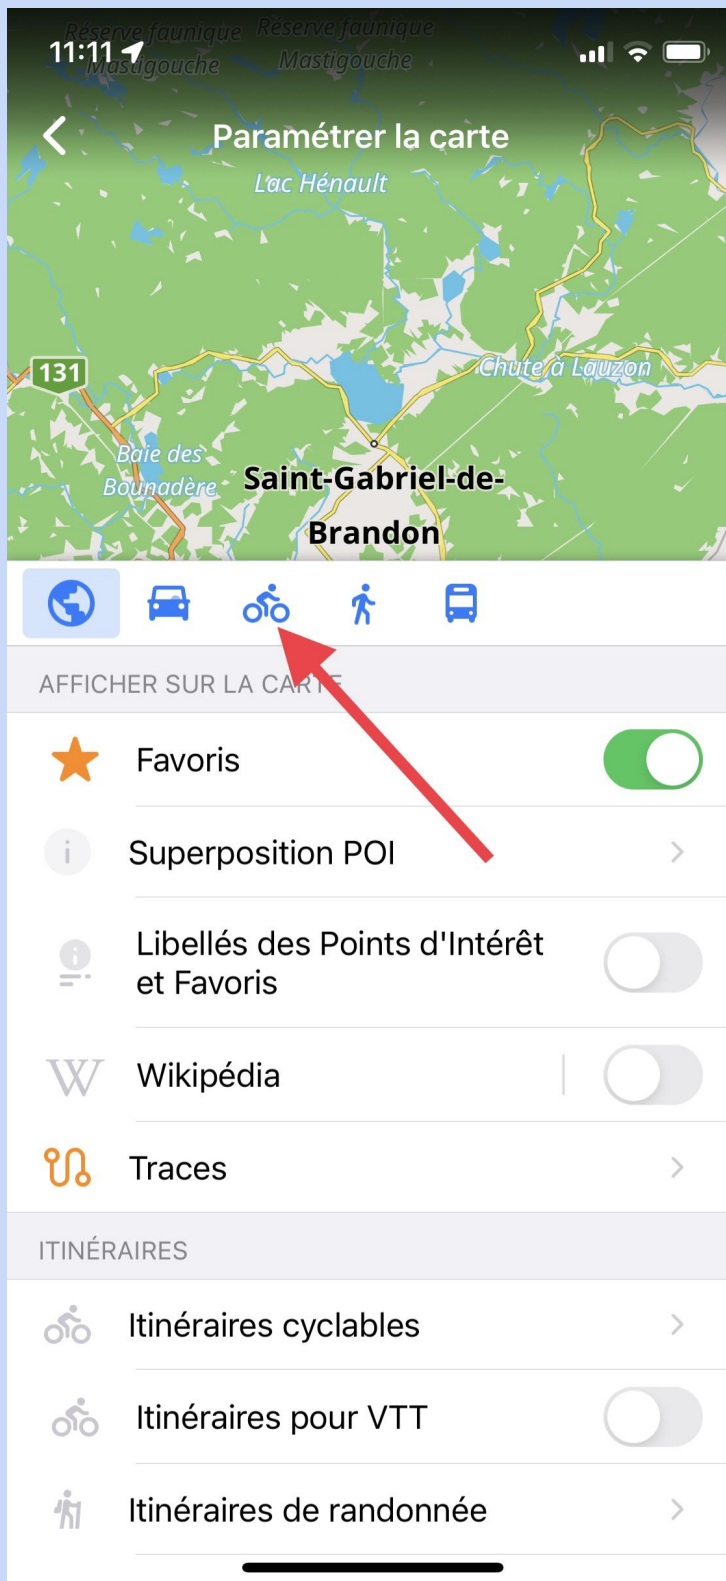 Réserve faunique Réserve faunique
11:11
Mastigouche Mastigouche
Paramétrer la carte
Lac Hénault
131
Chute à Lauzon
Baie des
Bounadère
Saint-Gabriel-de-
Brandon
AFFICHER SUR LA CARTE
Favoris
Superposition POI
Libellés des Points d'Intérêt
et Favoris
Wikipédia
Traces
ITINÉRAIRES
Itinéraires cyclables
Itinéraires pour VTT
Itinéraires de randonnée